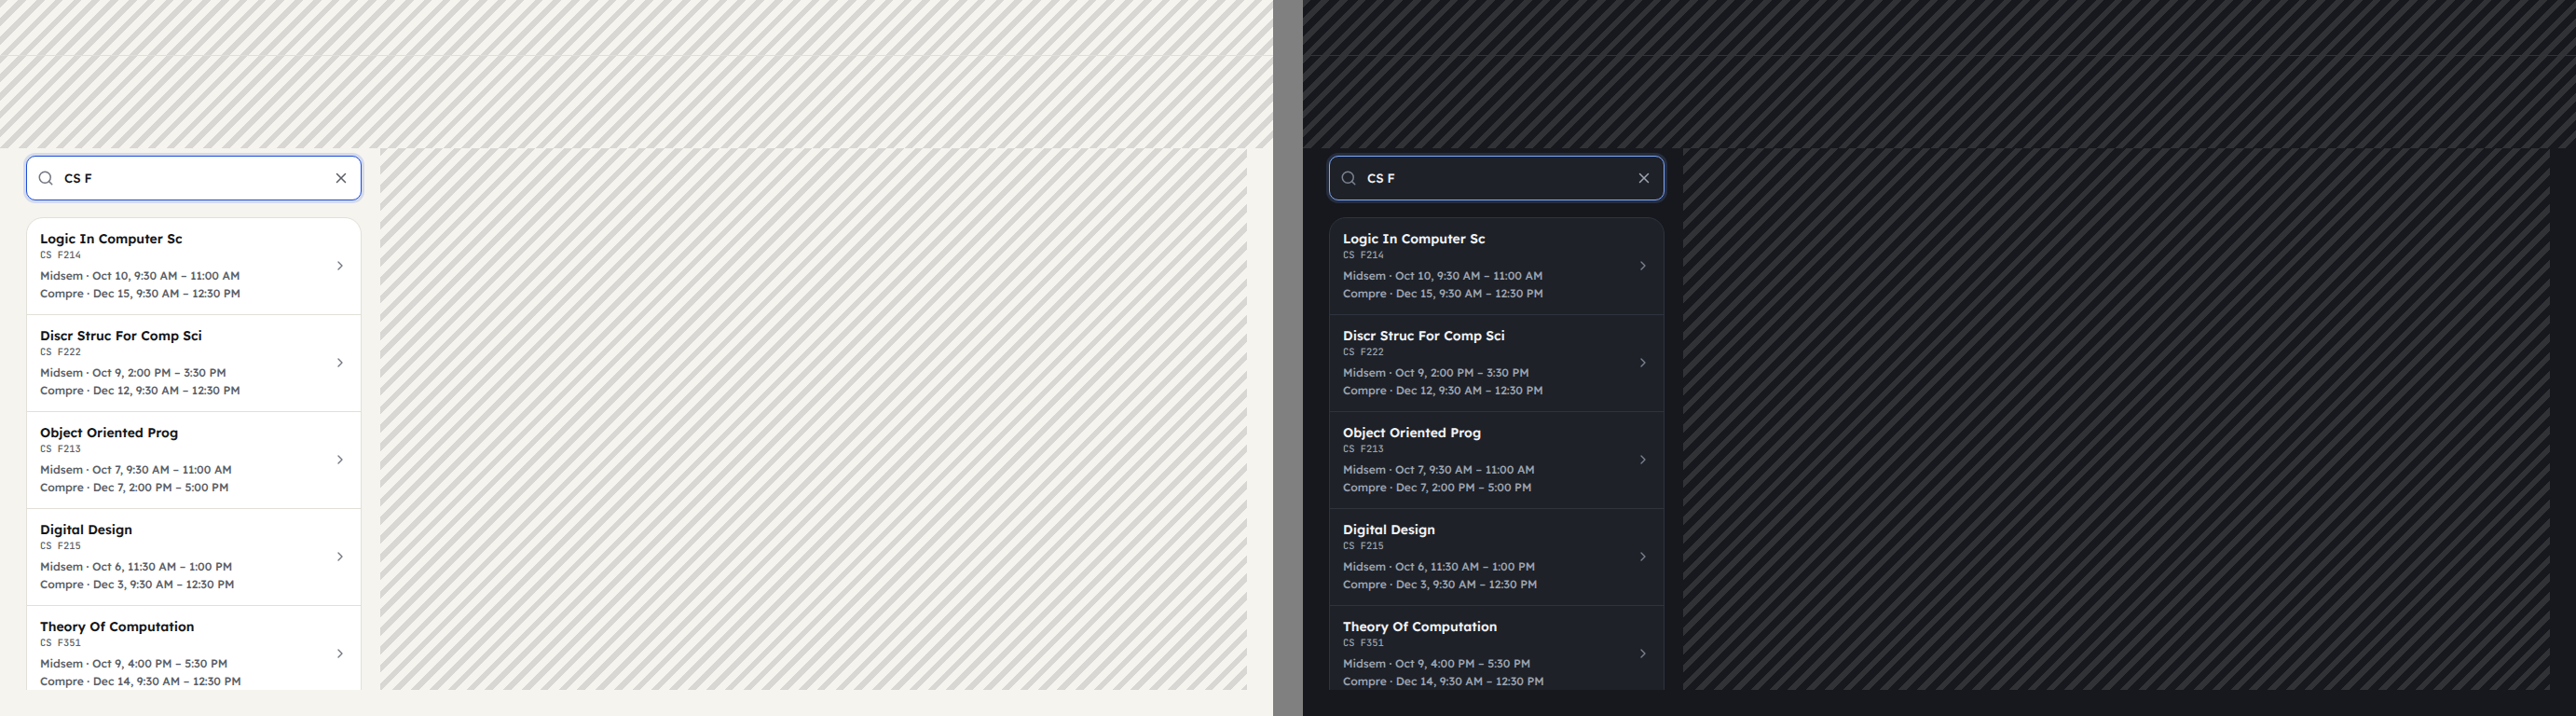 CS F
Logic In Computer Sc
CS F214
Midsem · Oct 10, 9:30 AM – 11:00 AM
Compre · Dec 15, 9:30 AM – 12:30 PM
Discr Struc For Comp Sci
CS F222
Midsem · Oct 9, 2:00 PM – 3:30 PM
Compre · Dec 12, 9:30 AM – 12:30 PM
Object Oriented Prog
CS F213
Midsem · Oct 7, 9:30 AM – 11:00 AM
Compre · Dec 7, 2:00 PM – 5:00 PM
Digital Design
CS F215
Midsem · Oct 6, 11:30 AM – 1:00 PM
Compre · Dec 3, 9:30 AM – 12:30 PM
Theory Of Computation
CS F351
Midsem · Oct 9, 4:00 PM – 5:30 PM
Compre · Dec 14, 9:30 AM – 12:30 PM
CS F
Logic In Computer Sc
CS F214
Midsem · Oct 10, 9:30 AM – 11:00 AM
Compre · Dec 15, 9:30 AM – 12:30 PM
Discr Struc For Comp Sci
CS F222
Midsem · Oct 9, 2:00 PM – 3:30 PM
Compre · Dec 12, 9:30 AM – 12:30 PM
Object Oriented Prog
CS F213
Midsem · Oct 7, 9:30 AM – 11:00 AM
Compre · Dec 7, 2:00 PM – 5:00 PM
Digital Design
CS F215
Midsem · Oct 6, 11:30 AM – 1:00 PM
Compre · Dec 3, 9:30 AM – 12:30 PM
Theory Of Computation
CS F351
Midsem · Oct 9, 4:00 PM – 5:30 PM
Compre · Dec 14, 9:30 AM – 12:30 PM